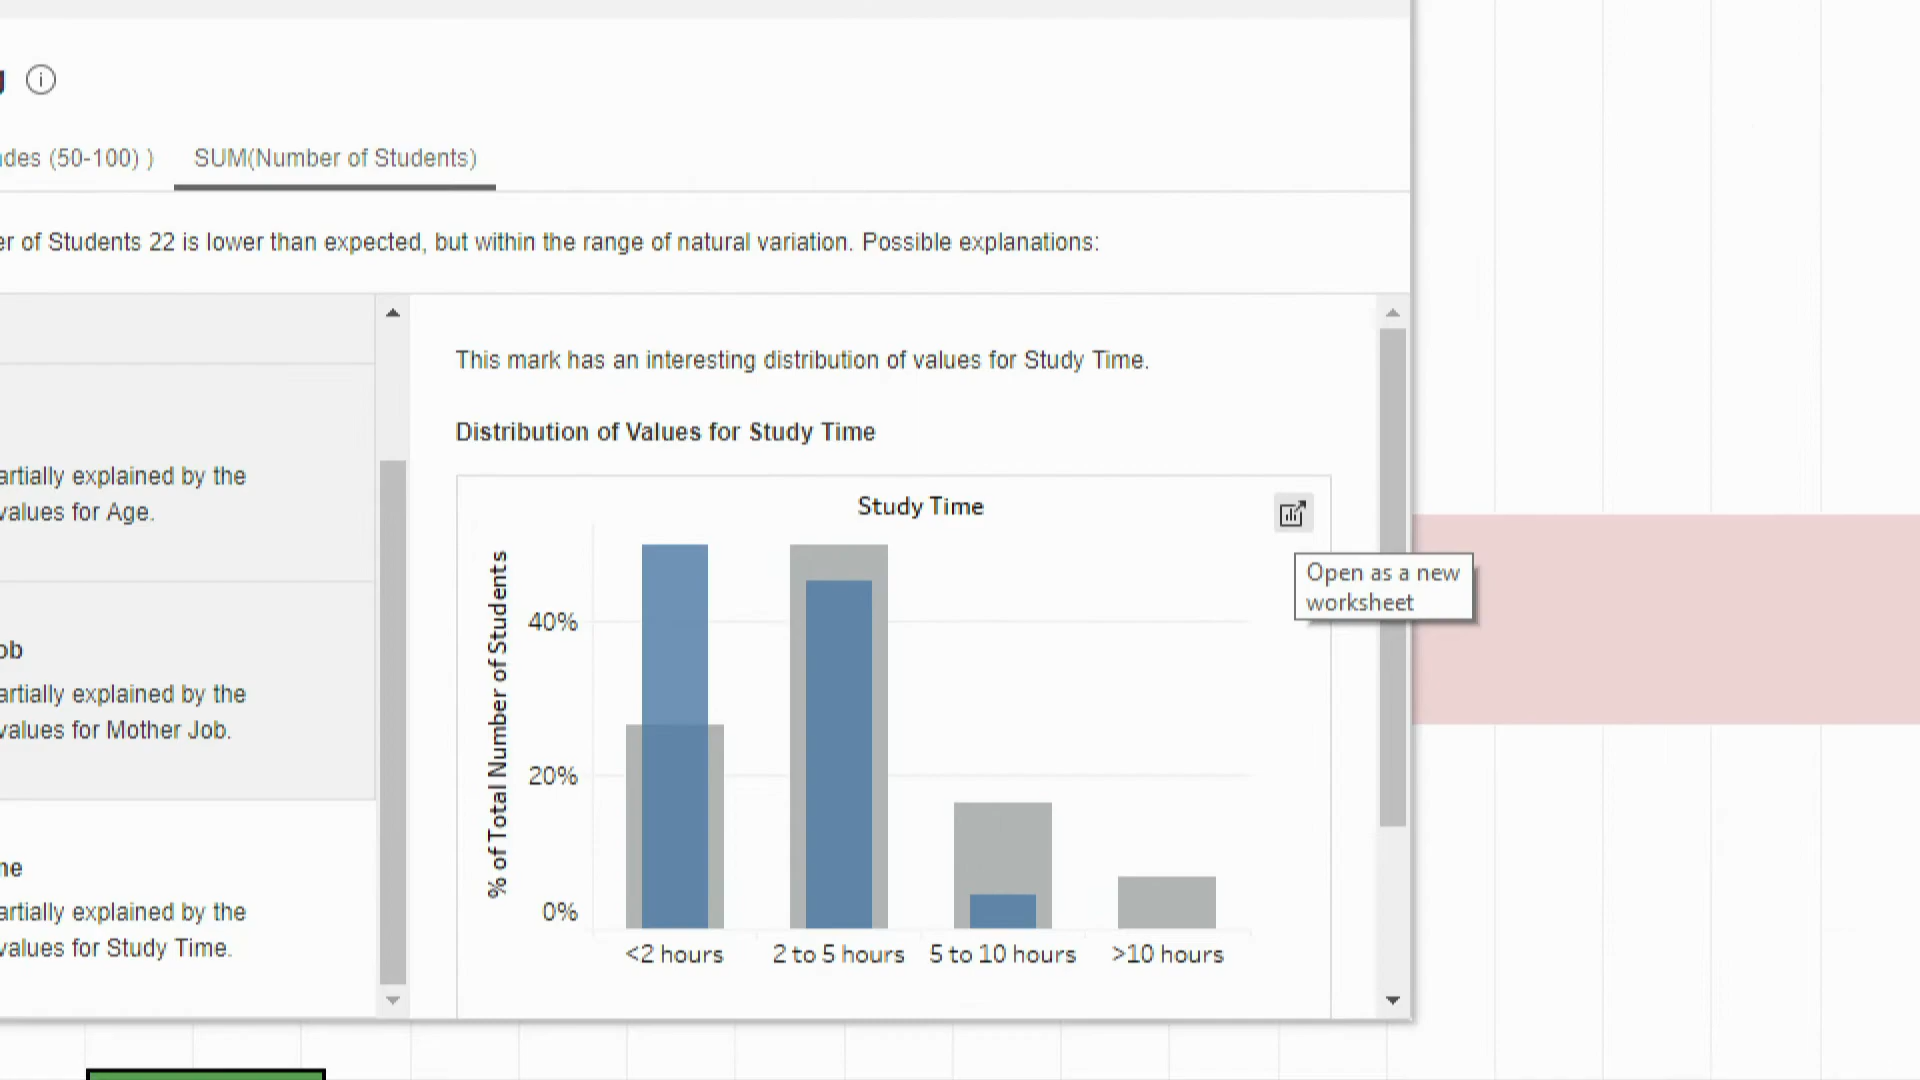 ades (50-100) ) SUM(Number of Students)
er of Students 22 is lower than expected, but within the range of natural variation. Possible explanations:
artially explained by the
values for Age.
ob
artially explained by the
values for Mother Job.
ne
artially explained by the
values for Study Time.
This mark has an interesting distribution of values for Study Time.
Distribution of Values for Study Time
Study Time
Open as a new
worksheet
% of Total Number of Students
40%
20%
0%
<2 hours 2 to 5 hours 5 to 10 hours >10 hours